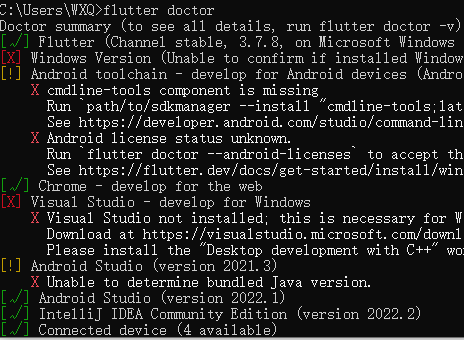 C:\Users\WXQ>flutter doctor
Doctor summary (to see all details, run flutter doctor -v)
[√] Flutter (Channel stable, 3.7.8, on Microsoft Windows
[X] Windows Version (Unable to confirm if installed Window
[!] Android toolchain - develop for Android devices (Andro
X cmdline-tools component is missing
Run `path/to/sdkmanager --install "cmdline-tools;lat
See https://developer.android.com/studio/command-lin
X Android license status unknown.
Run `flutter doctor --android-licenses` to accept th
See https://flutter.dev/docs/get-started/install/win
[√] Chrome - develop for the web
[X] Visual Studio - develop for Windows
X Visual Studio not installed; this is necessary for W
Download at https://visualstudio.microsoft.com/downl
Please install the "Desktop development with C++" wo
[!] Android Studio (version 2021.3)
X Unable to determine bundled Java version.
[√] Android Studio (version 2022.1)
[√] IntelliJ IDEA Community Edition (version 2022.2)
[√] Connected device (4 available)